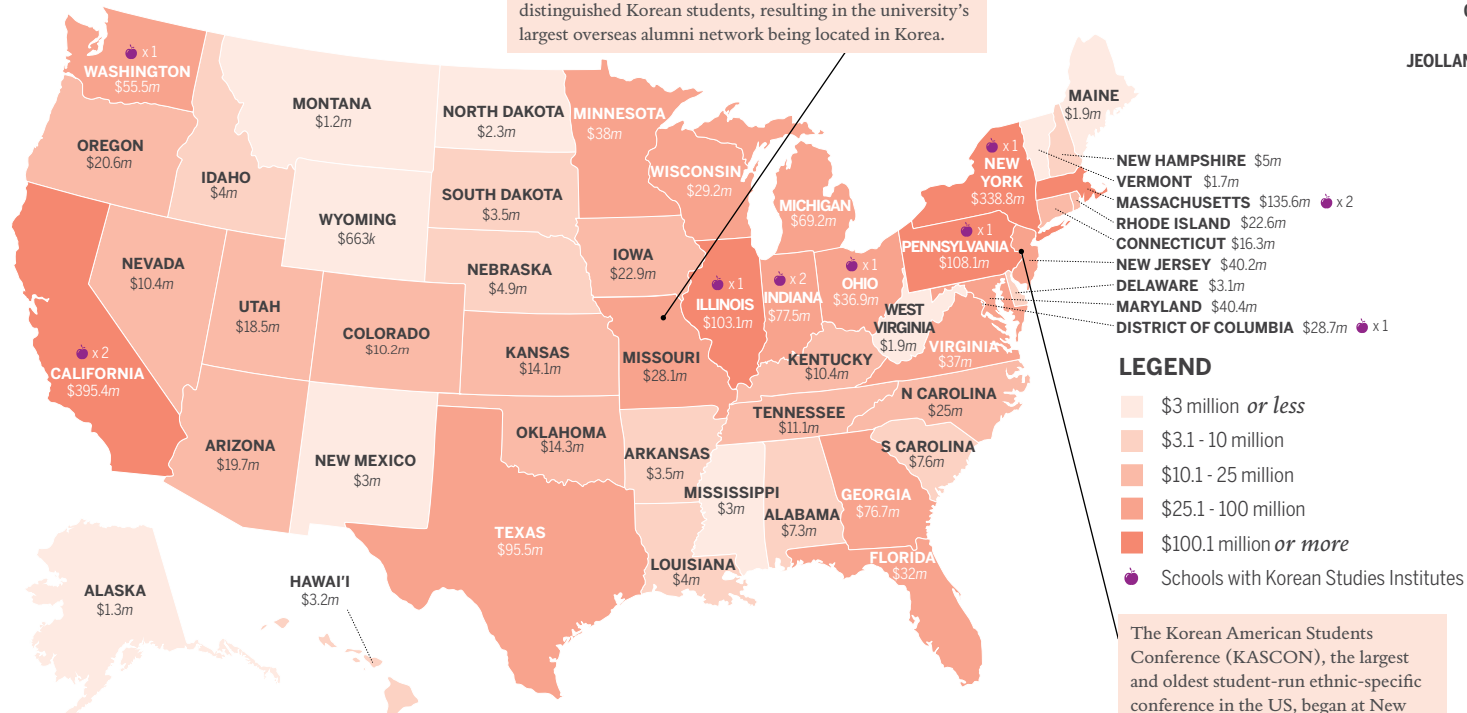 distinguished Korean students, resulting in the university's
largest overseas alumni network being located in Korea.
JEOLLAN
x 1
WASHINGTON
$55.5m
MONTANA
$1.2m
NORTH DAKOTA
$2.3m
MINNESOTA
$38m
MAINE
$1.9m
OREGON
$20.6m
IDAHO
$4m
WYOMING
$663k
SOUTH DAKOTA
$3.5m
WISCONSIN
$29.2m
MICHIGAN
$69.2m
x 1
NEW
YORK
$338.8m
NEW HAMPSHIRE $5m
VERMONT $1.7m
MASSACHUSETTS $135.6m x 2
RHODE ISLAND $22.6m
CONNECTICUT $16.3m
NEW JERSEY $40.2m
DELAWARE $3.1m
MARYLAND $40.4m
DISTRICT OF COLUMBIA $28.7m x 1
NEVADA
$10.4m
UTAH
$18.5m
COLORADO
$10.2m
NEBRASKA
$4.9m
IOWA
$22.9m
x 1
ILLINOIS
$103.1m
x 2
INDIANA
$77.5m
x 1
OHIO
$36.9m
x 1
PENNSYLVANIA
$108.1m
WEST
VIRGINIA
$1.9m
VIRGINIA
$37m
x 2
CALIFORNIA
$395.4m
KANSAS
$14.1m
MISSOURI
$28.1m
KENTUCKY
$10.4m
N CAROLINA
$25m
TENNESSEE
$11.1m
ARIZONA
$19.7m
NEW MEXICO
$3m
OKLAHOMA
$14.3m
ARKANSAS
$3.5m
S CAROLINA
$7.6m
MISSISSIPPI
$3m
ALABAMA
$7.3m
GEORGIA
$76.7m
TEXAS
$95.5m
LOUISIANA
$4m
FLORIDA
$32m
ALASKA
$1.3m
HAWAI'I
$3.2m
LEGEND
$3 million or less
$3.1 - 10 million
$10.1 - 25 million
$25.1 - 100 million
$100.1 million or more
Schools with Korean Studies Institutes
The Korean American Students
Conference (KASCON), the largest
and oldest student-run ethnic-specific
conference in the US, began at New